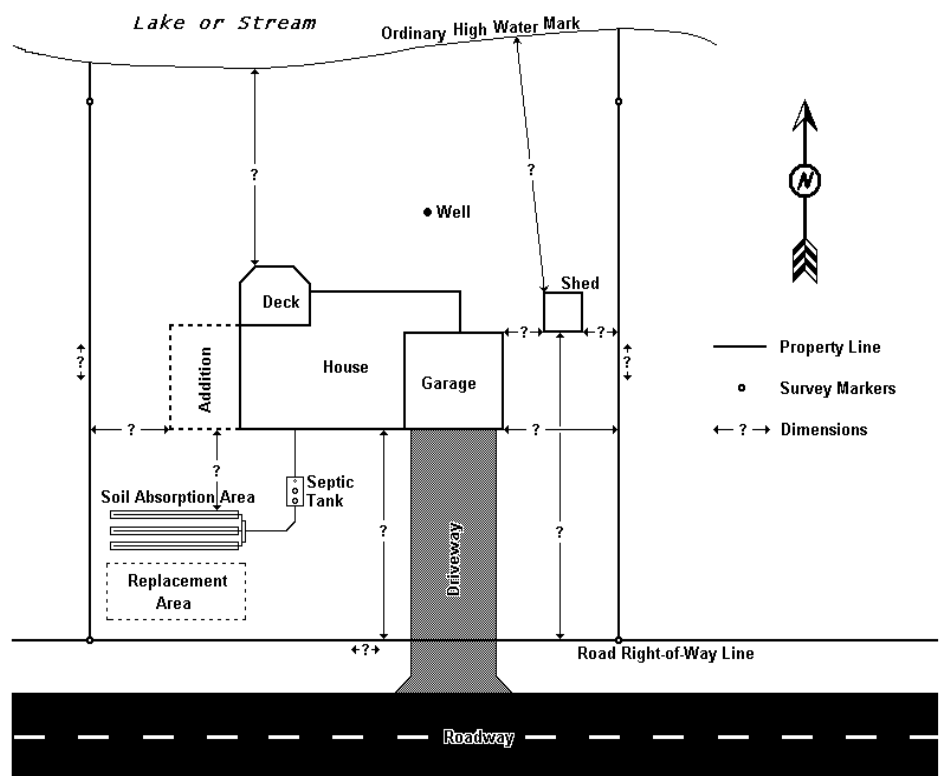 Lake or Stream
Ordinary High Water Mark
?
?
N
Well
Shed
Deck
? ?
Property Line
? House ?
Addition
Garage
Survey Markers
? ? ? Dimensions
?
Septic
Tank
Soil Absorption Area
? ?
Driveway
Replacement
Area
?
Road Right-of-Way Line
Roadway